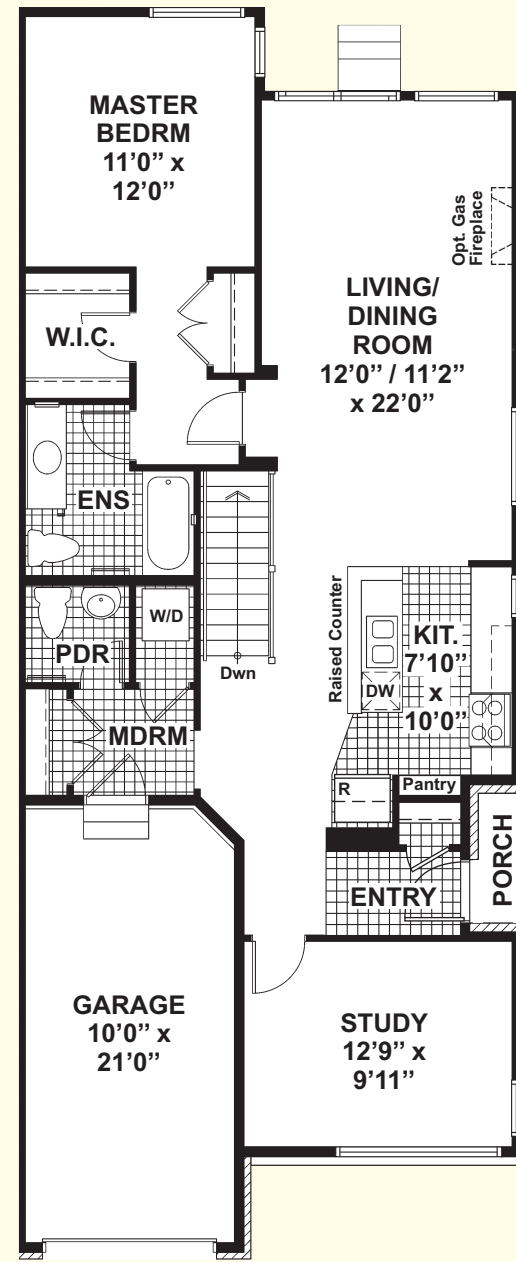 MASTER
BEDRM
11’0” x
12’0”
Opt. Gas
Fireplace
LIVING/
DINING
ROOM
12’0” / 11’2”
x 22’0”
W.I.C.
ENS
W/D
PDR
Dwn
Raised Counter
KIT.
7’10”
x
10’0”
DW
MDRM
R
Pantry
PORCH
ENTRY
GARAGE
10’0” x
21’0”
STUDY
12’9” x
9’11”